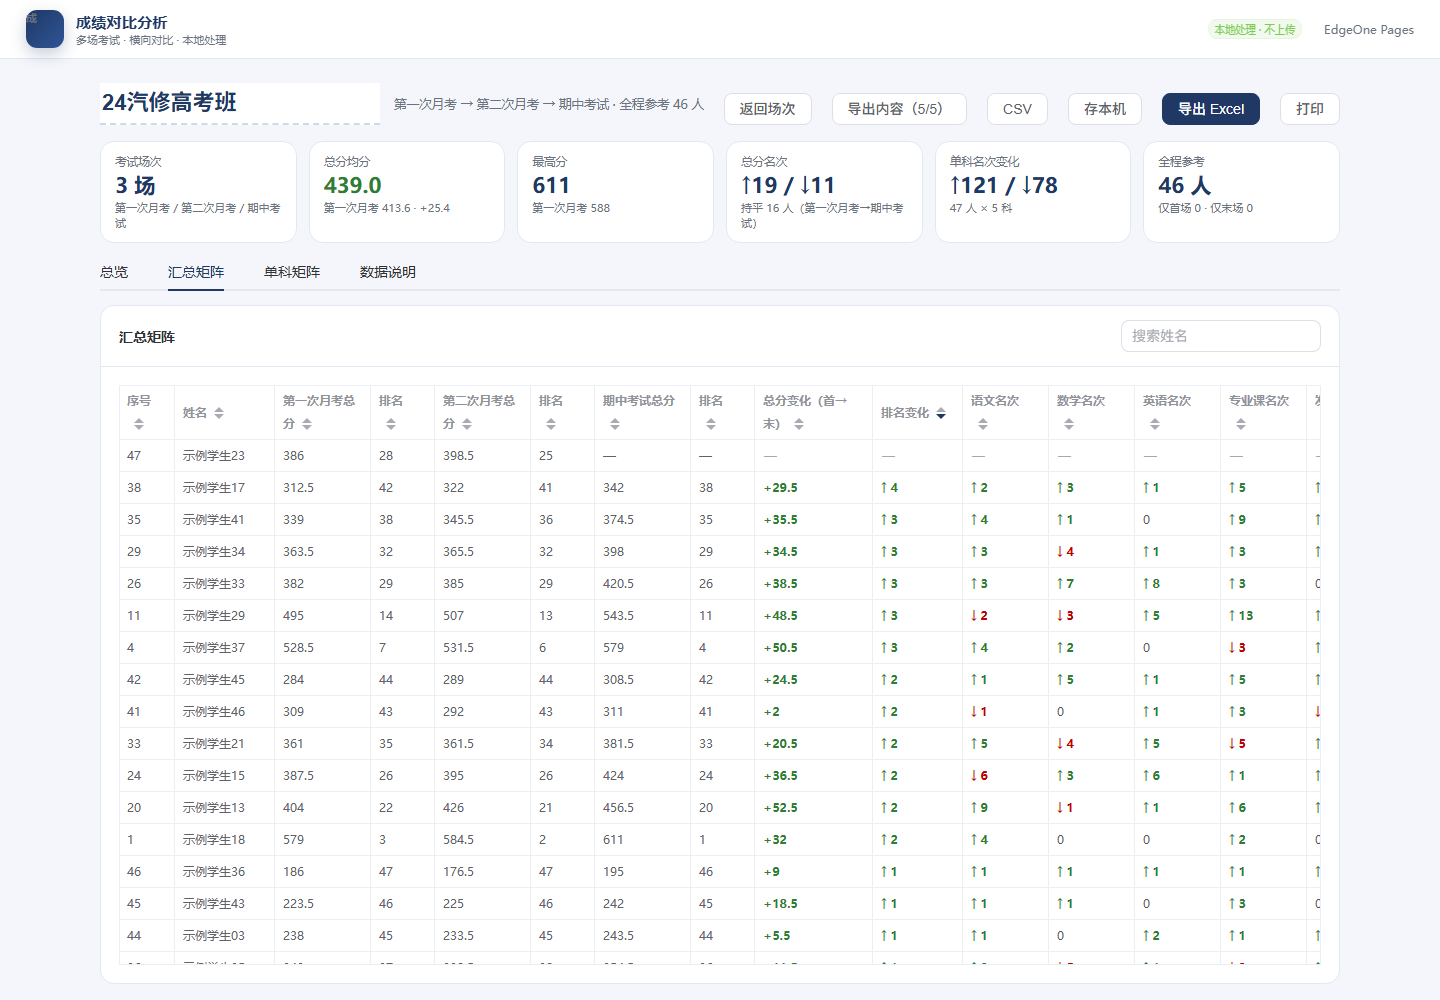 成
成绩对比分析
多场考试 · 横向对比 · 本地处理
本地处理 · 不上传
EdgeOne Pages
24汽修高考班
第一次月考 → 第二次月考 → 期中考试 · 全程参考 46 人
返回场次
导出内容（5/5）
CSV
存本机
导出 Excel
打印
考试场次
3 场
第一次月考 / 第二次月考 / 期中考
试
总分均分
439.0
第一次月考 413.6 · +25.4
最高分
611
第一次月考 588
总分名次
↑19 / ↓11
持平 16 人（第一次月考→期中考
试）
单科名次变化
↑121 / ↓78
47 人 × 5 科
全程参考
46 人
仅首场 0 · 仅末场 0
总览 汇总矩阵 单科矩阵 数据说明
汇总矩阵
搜索姓名
序号 姓名 第一次月考总分 排名 第二次月考总分 排名 期中考试总分 排名 总分变化（首→末） 排名变化 语文名次 数学名次 英语名次 专业课名次
47 示例学生23 386 28 398.5 25 — — — — — — — —
38 示例学生17 312.5 42 322 41 342 38 +29.5 ↑4 ↑2 ↑3 ↑1 ↑5 ↑
35 示例学生41 339 38 345.5 36 374.5 35 +35.5 ↑3 ↑4 ↑1 0 ↑9 ↑
29 示例学生34 363.5 32 365.5 32 398 29 +34.5 ↑3 ↑3 ↓4 ↑1 ↑3 ↑
26 示例学生33 382 29 385 29 420.5 26 +38.5 ↑3 ↑3 ↑7 ↑8 ↑3
11 示例学生29 495 14 507 13 543.5 11 +48.5 ↑3 ↓2 ↓3 ↑5 ↑13 ↑
4 示例学生37 528.5 7 531.5 6 579 4 +50.5 ↑3 ↑4 ↑2 0 ↓3 ↑
42 示例学生45 284 44 289 44 308.5 42 +24.5 ↑2 ↑1 ↑5 ↑1 ↑5 ↑
41 示例学生46 309 43 292 43 311 41 +2 ↑2 ↓1 0 ↑1 ↑3 ↓
33 示例学生21 361 35 361.5 34 381.5 33 +20.5 ↑2 ↑5 ↓4 ↑5 ↓5 ↑
24 示例学生15 387.5 26 395 26 424 24 +36.5 ↑2 ↓6 ↑3 ↑6 ↑1 ↑
20 示例学生13 404 22 426 21 456.5 20 +52.5 ↑2 ↑9 ↓1 ↑1 ↑6 ↑
1 示例学生18 579 3 584.5 2 611 1 +32 ↑2 ↑4 0 0 ↑2
46 示例学生36 186 47 176.5 47 195 46 +9 ↑1 ↑1 ↑1 ↑1 ↑1 ↑
45 示例学生43 223.5 46 225 46 242 45 +18.5 ↑1 ↑1 ↑1 0 ↑3
44 示例学生03 238 45 233.5 45 243.5 44 +5.5 ↑1 ↑1 0 ↑2 ↑1 ↑